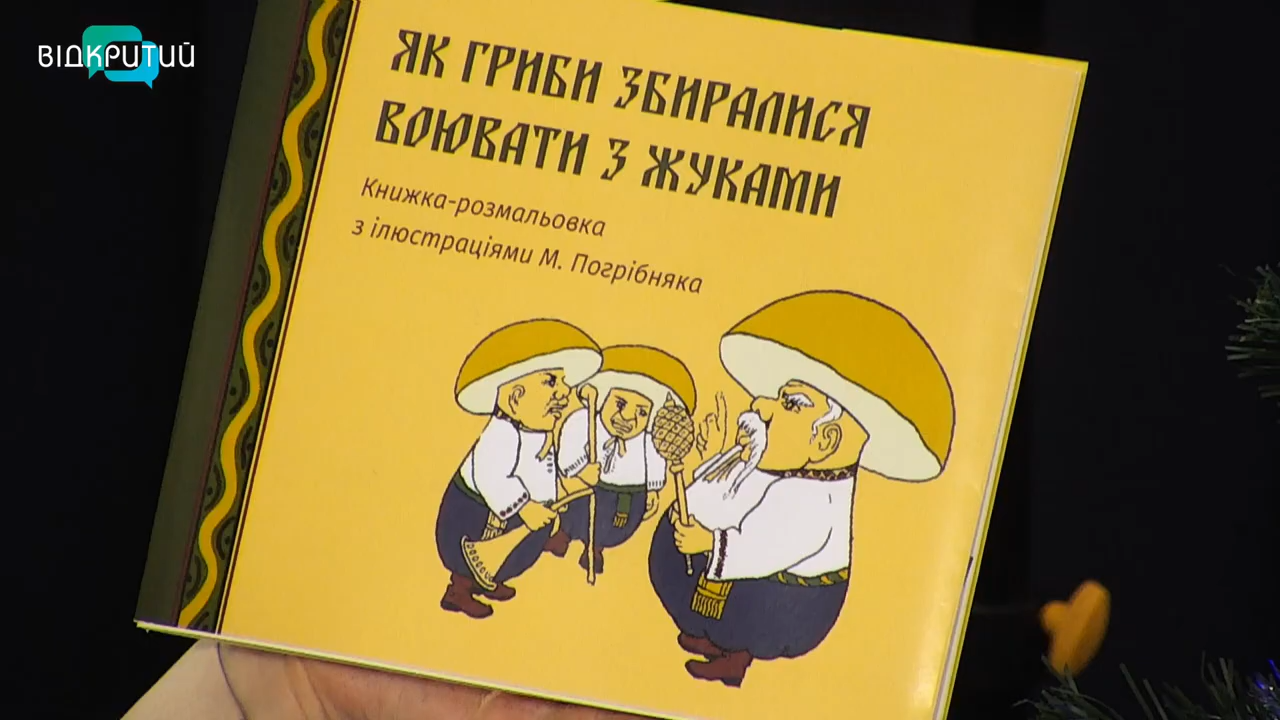 ВІДКРИТИЙ
ЯК ГРИБИ ЗБИРАЛИСЯ
ВОЮВАТИ З ЖУКАМИ
Книжка-розмальовка
з ілюстраціями М. Погрібняка